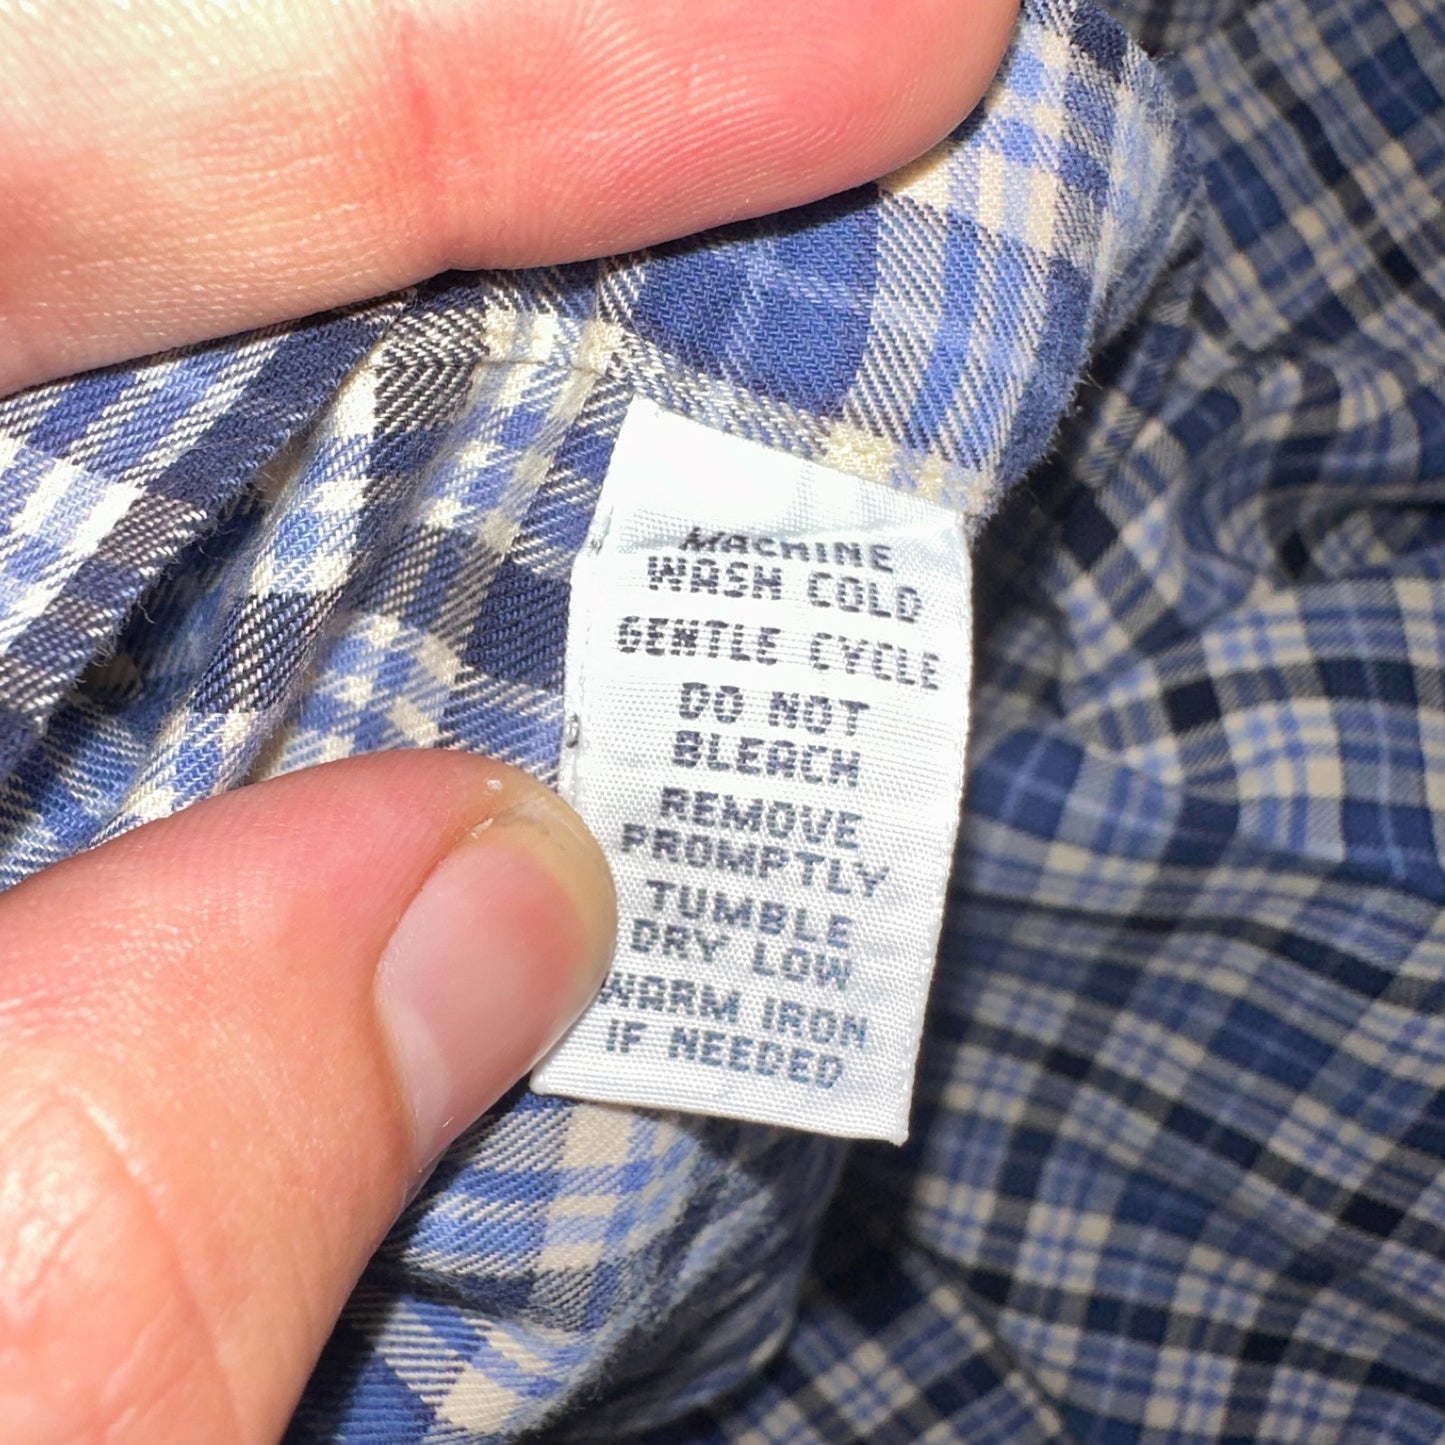 MACHINE
WASH COLD
GENTLE CYCLE
DO NOT
BLEACH
REMOVE
PROMPTLY
TUMBLE
DRY LOW
WARM IRON
IF NEEDED